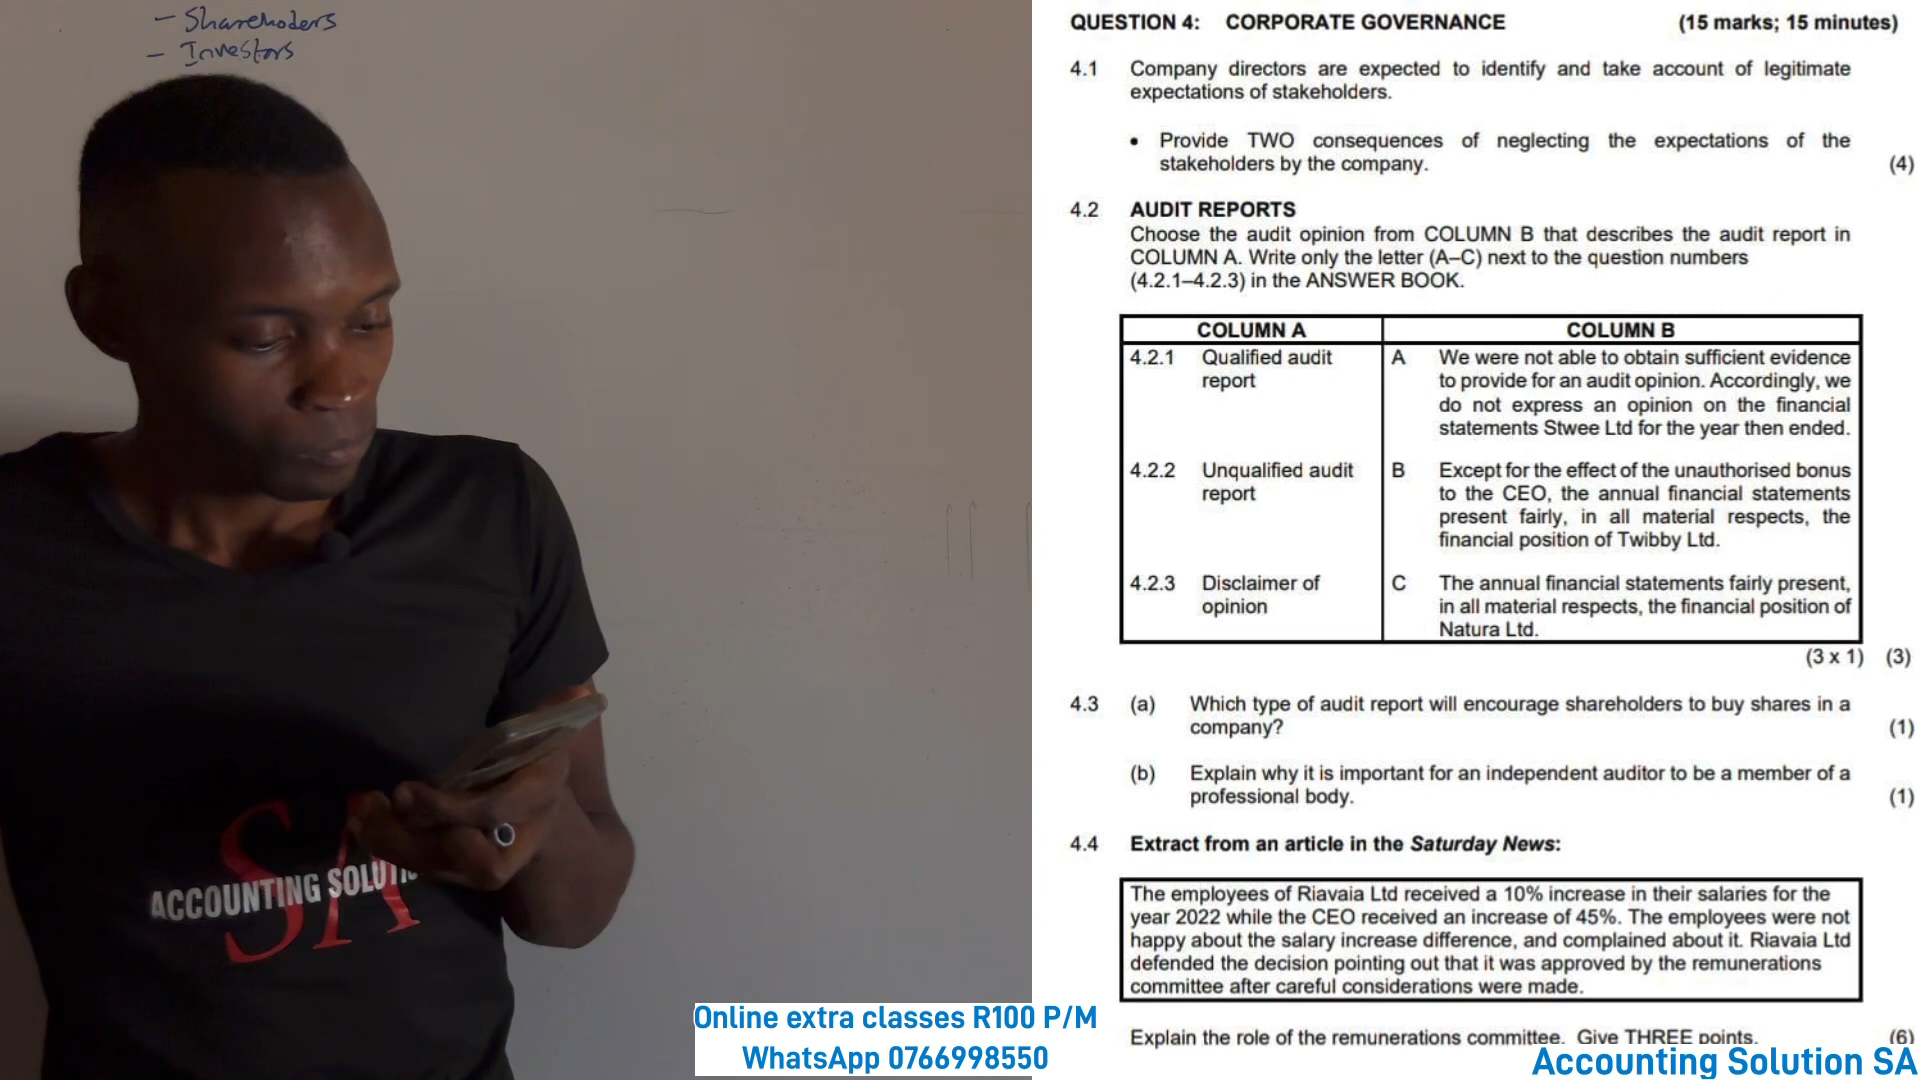 - Shareholders
- Investors
ACCOUNTING SOLUTI
SA
Online extra classes R100 P/M
WhatsApp 0766998550
QUESTION 4: CORPORATE GOVERNANCE (15 marks; 15 minutes)
4.1 Company directors are expected to identify and take account of legitimate
expectations of stakeholders.
• Provide TWO consequences of neglecting the expectations of the
stakeholders by the company. (4)
4.2 AUDIT REPORTS
Choose the audit opinion from COLUMN B that describes the audit report in
COLUMN A. Write only the letter (A–C) next to the question numbers
(4.2.1–4.2.3) in the ANSWER BOOK.
COLUMN A COLUMN B
4.2.1 Qualified audit
report
A We were not able to obtain sufficient evidence
to provide for an audit opinion. Accordingly, we
do not express an opinion on the financial
statements Stwee Ltd for the year then ended.
4.2.2 Unqualified audit
report
B Except for the effect of the unauthorised bonus
to the CEO, the annual financial statements
present fairly, in all material respects, the
financial position of Twibby Ltd.
4.2.3 Disclaimer of
opinion
C The annual financial statements fairly present,
in all material respects, the financial position of
Natura Ltd.
(3 x 1) (3)
4.3 (a) Which type of audit report will encourage shareholders to buy shares in a
company? (1)
(b) Explain why it is important for an independent auditor to be a member of a
professional body. (1)
4.4 Extract from an article in the Saturday News:
The employees of Riavaia Ltd received a 10% increase in their salaries for the
year 2022 while the CEO received an increase of 45%. The employees were not
happy about the salary increase difference, and complained about it. Riavaia Ltd
defended the decision pointing out that it was approved by the remunerations
committee after careful considerations were made.
Explain the role of the remunerations committee. Give THREE points. (6)
Accounting Solution SA